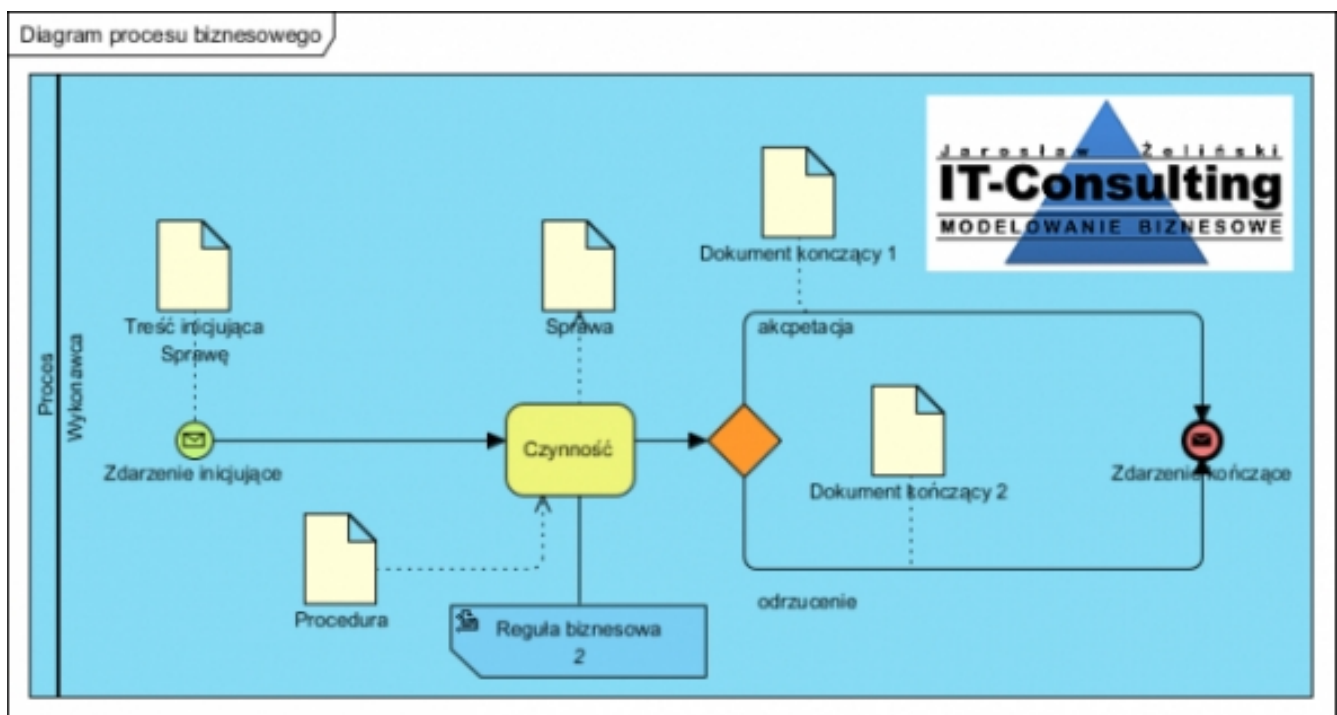 Diagram procesu biznesowego
Proces
Wykonawca
Jarosław Żeliński
IT-Consulting
MODELOWANIE BIZNESOWE
Dokument konczący 1
Treść inicjująca
Sprawę
Sprawa
akcpetacja
Czynność
Zdarzenie inicjujące
Zdarzenie kończące
Dokument kończący 2
Procedura
odrzucenie
Reguła biznesowa
2